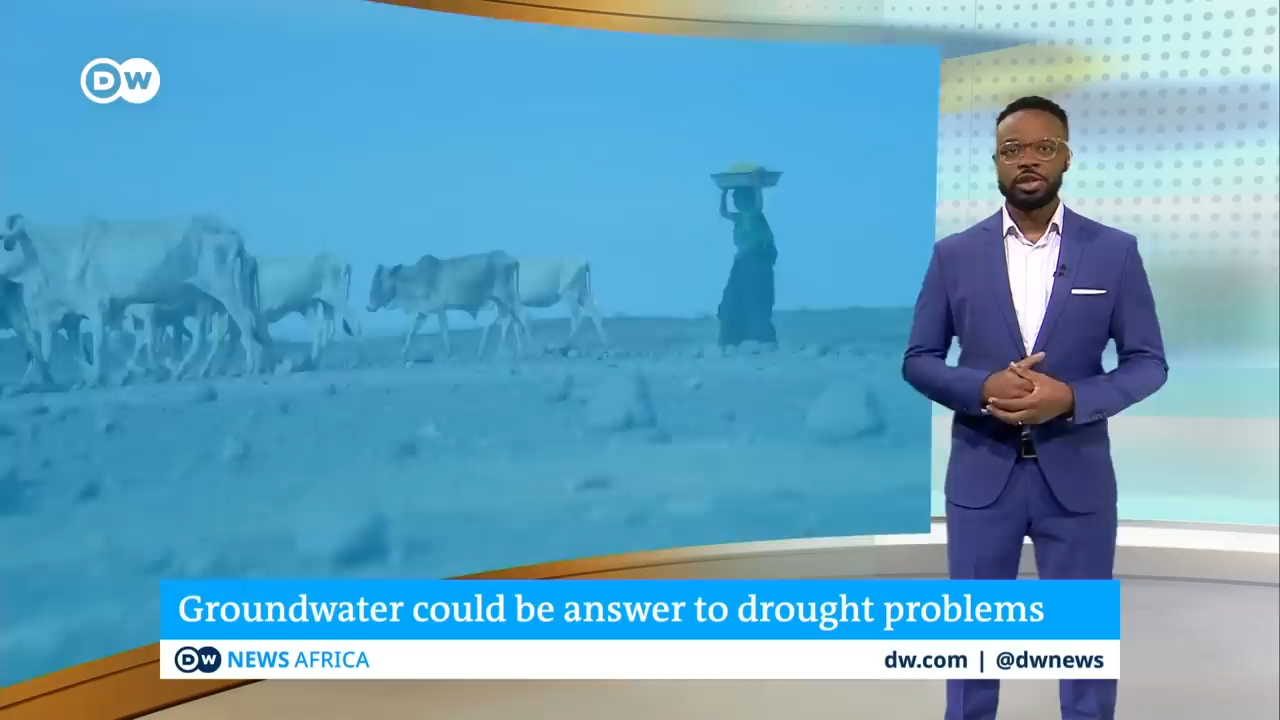 DW
Groundwater could be answer to drought problems
DW NEWS AFRICA
dw.com | @dwnews